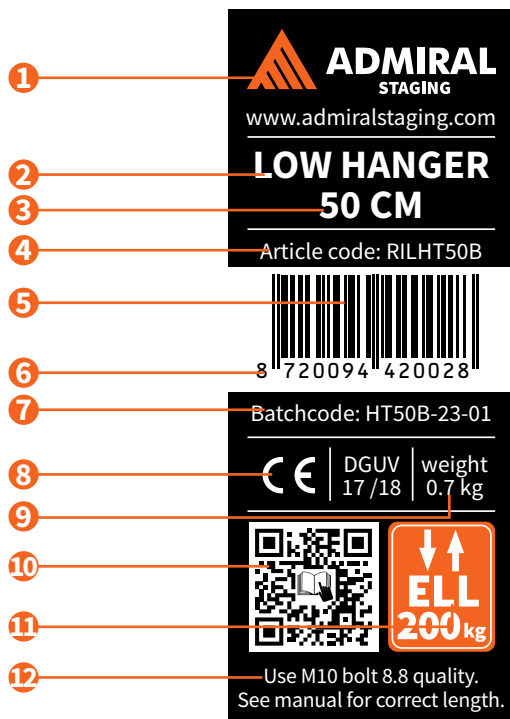 1
ADMIRAL
STAGING
www.admiralstaging.com
2
LOW HANGER
3
50 CM
4
Article code: RILHT50B
5
6
8 720094 420028
7
Batchcode: HT50B-23-01
8
CE
DGUV
17 /18
weight
0.7 kg
9
10
ELL
11
200 kg
12
Use M10 bolt 8.8 quality.
See manual for correct length.